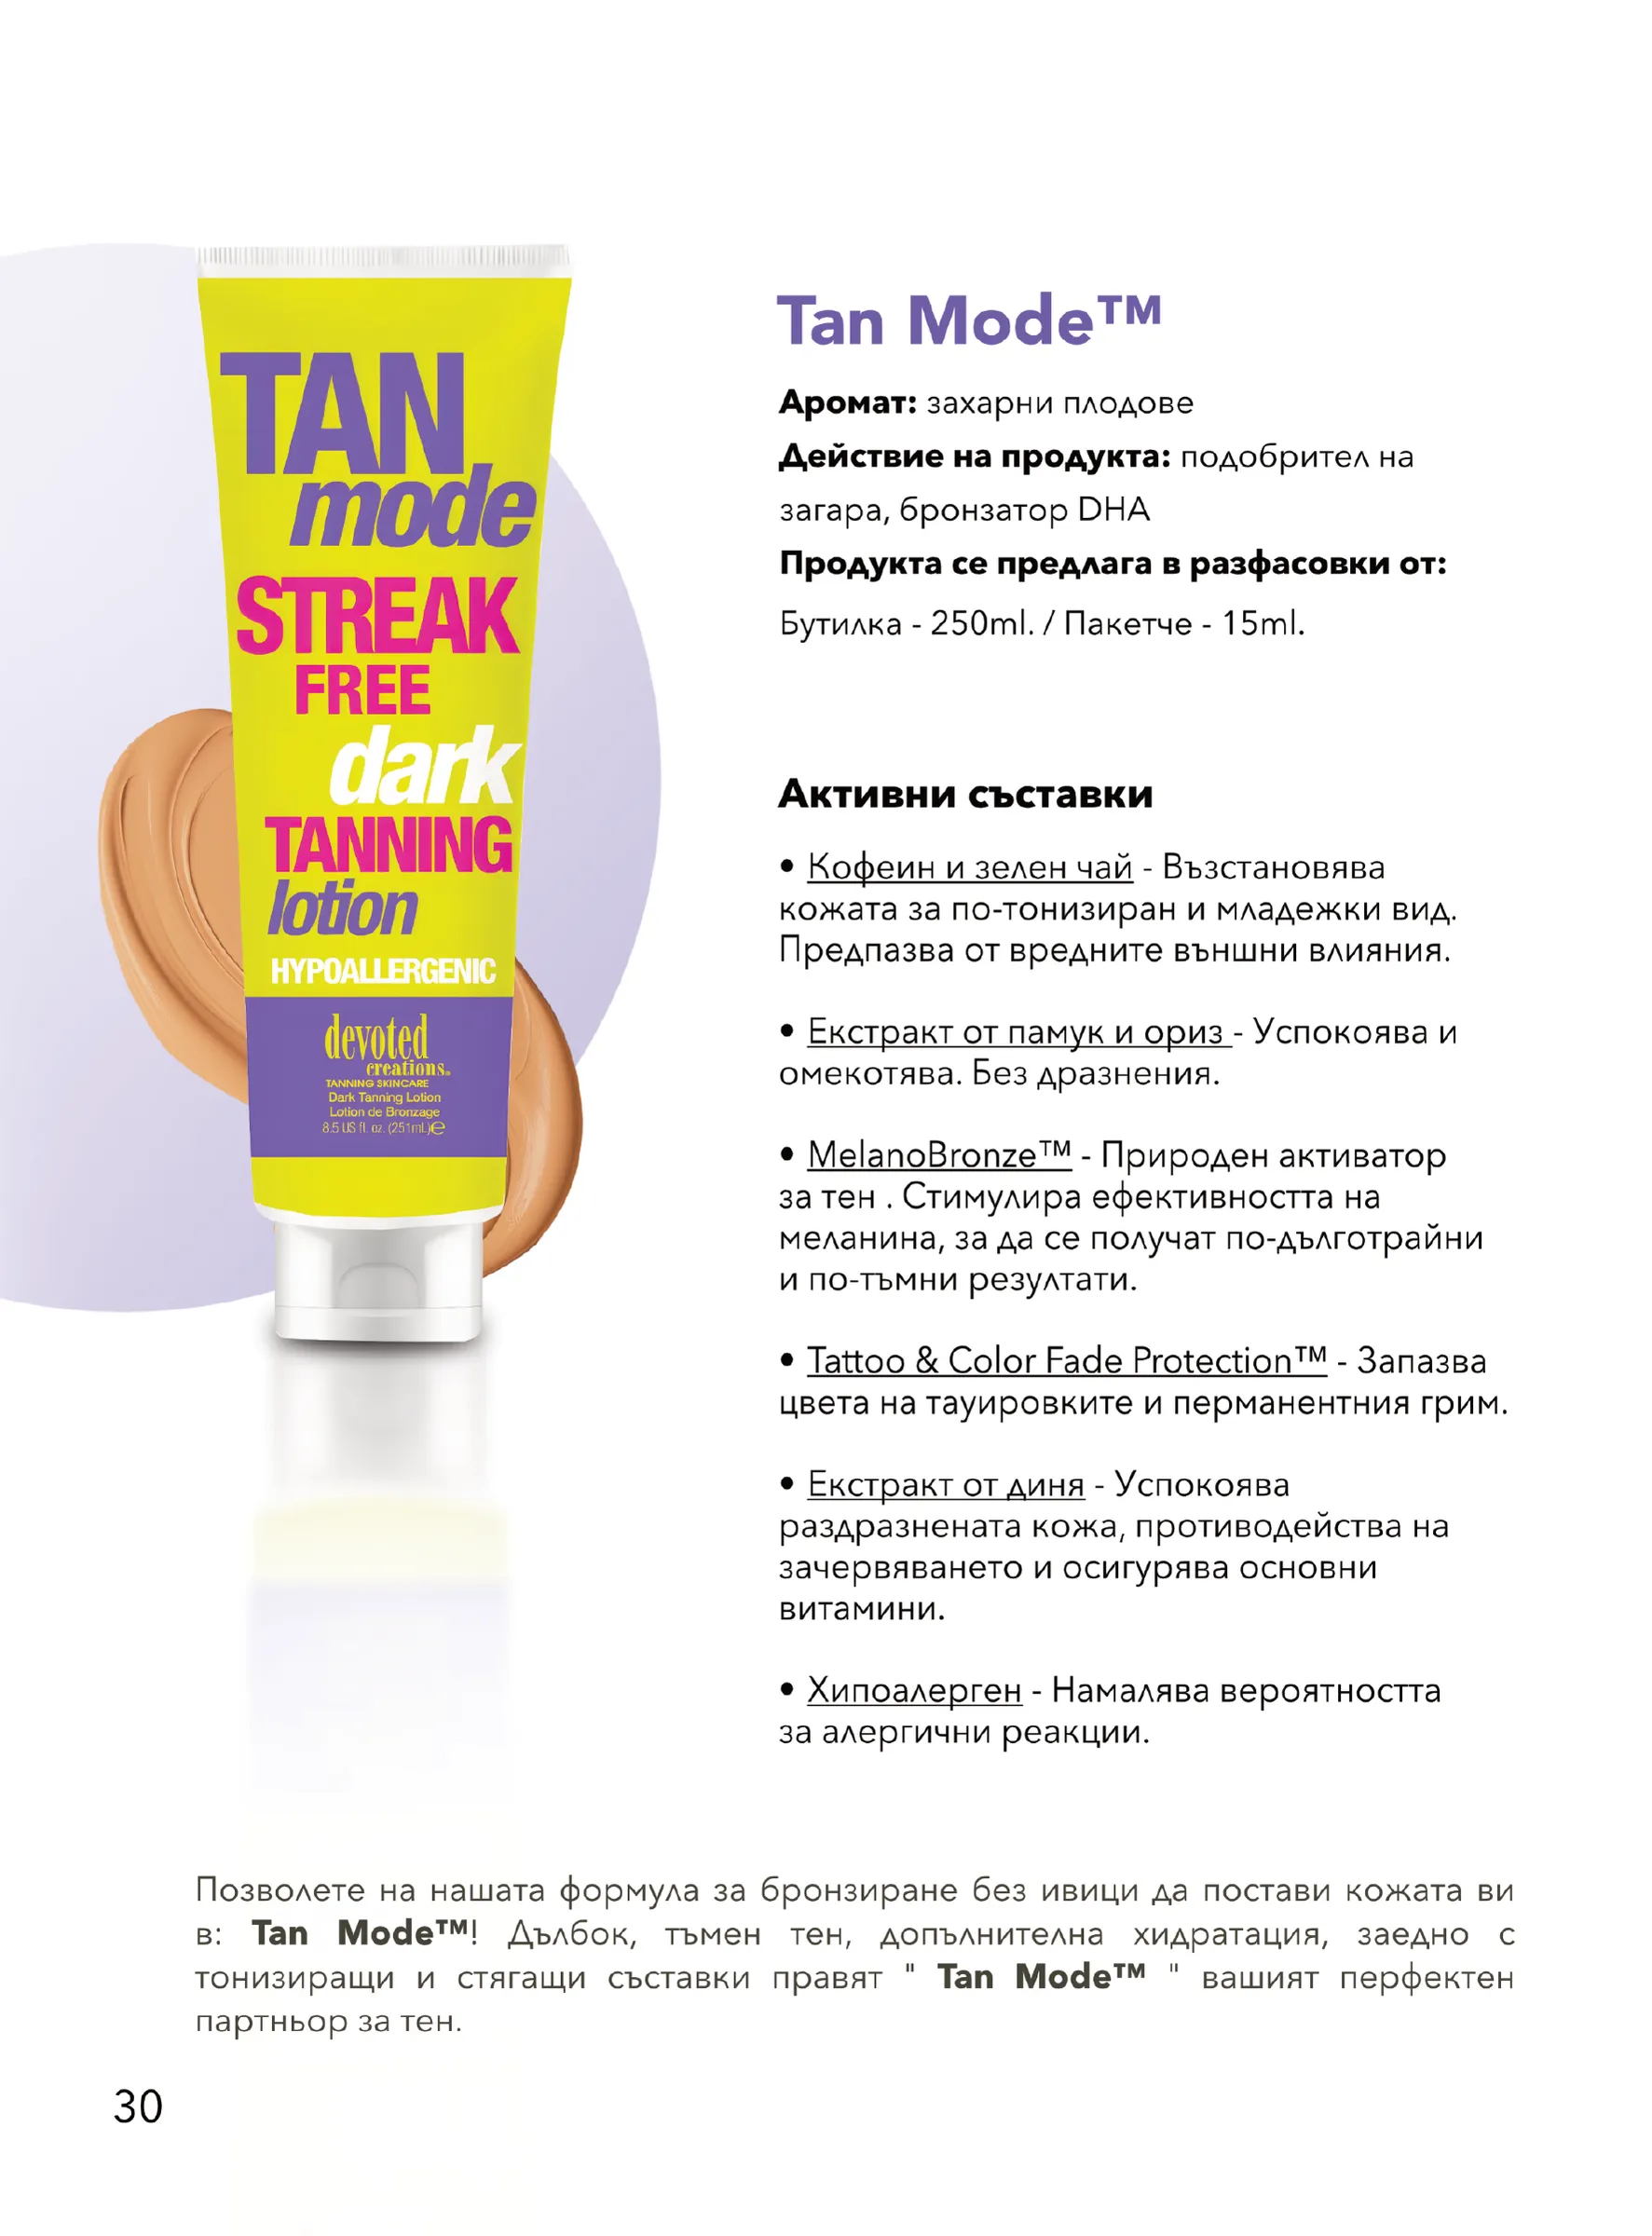 TAN
mode
STREAK
FREE
dark
TANNING
lotion
HYPOALLERGENIC
devoted
creations.
TANNING SKINCARE
Dark Tanning Lotion
Lotion de Bronzage
8.5 US fl. oz. (251mL)e
Tan Mode™
Аромат: захарни плодове
Действие на продукта: подобрител на
загара, бронзатор DHA
Продукта се предлага в разфасовки от:
Бутилка - 250ml. / Пакетче - 15ml.
Активни съставки
• Кофеин и зелен чай - Възстановява
кожата за по-тонизиран и младежки вид.
Предпазва от вредните външни влияния.
• Екстракт от памук и ориз - Успокоява и
омекотява. Без дразнения.
• MelanoBronze™ - Природен активатор
за тен . Стимулира ефективността на
меланина, за да се получат по-дълготрайни
и по-тъмни резултати.
• Tattoo & Color Fade Protection™ - Запазва
цвета на тауировките и перманентния грим.
• Екстракт от диня - Успокоява
раздразнената кожа, противодейства на
зачервяването и осигурява основни
витамини.
• Хипоалерген - Намалява вероятността
за алергични реакции.
Позволете на нашата формула за бронзиране без ивици да постави кожата ви
в: Tan Mode™! Дълбок, тъмен тен, допълнителна хидратация, заедно с
тонизиращи и стягащи съставки правят " Tan Mode™ " вашият перфектен
партньор за тен.
30